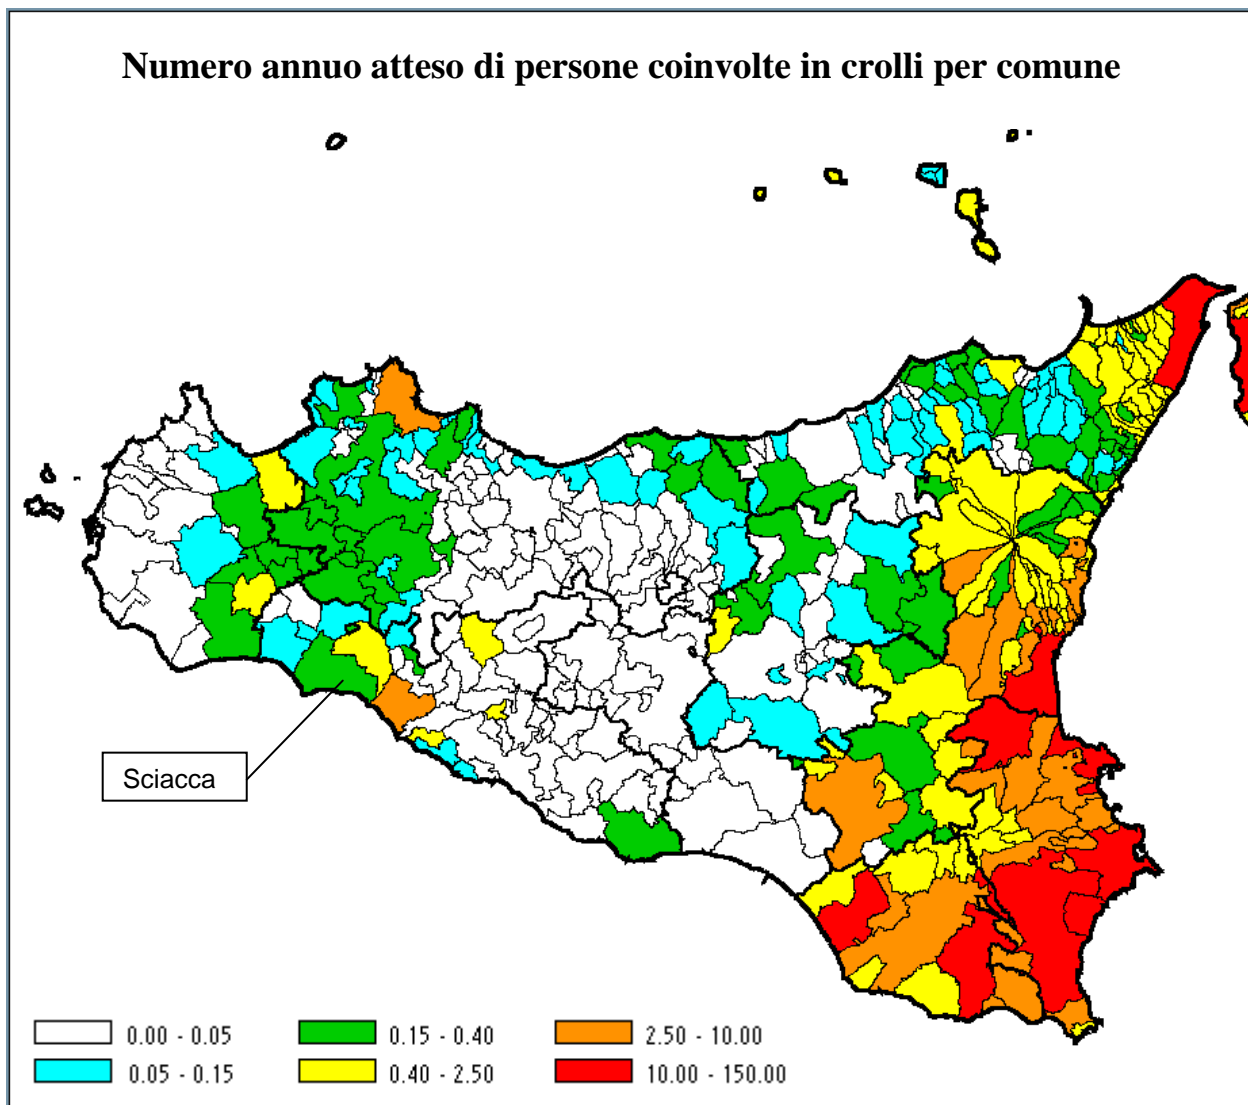 Numero annuo atteso di persone coinvolte in crolli per comune
Sciacca
0.00 - 0.05
0.15 - 0.40
2.50 - 10.00
0.05 - 0.15
0.40 - 2.50
10.00 - 150.00